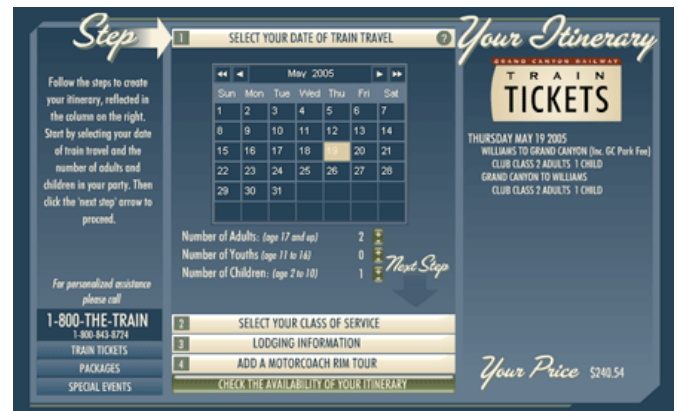 Step
Follow the steps to create
your itinerary, reflected in
the column on the right.
Start by selecting your date
of train travel and the
number of adults and
children in your party. Then
click the 'next step' arrow to
proceed.
For personalized assistance
please call
1-800-THE-TRAIN
1-800-843-8724
TRAIN TICKETS
PACKAGES
SPECIAL EVENTS
1 SELECT YOUR DATE OF TRAIN TRAVEL ?
May 2005
Sun Mon Tue Wed Thu Fri Sat
1 2 3 4 5 6 7
8 9 10 11 12 13 14
15 16 17 18 19 20 21
22 23 24 25 26 27 28
29 30 31
Number of Adults: (age 17 and up) 2
Number of Youths (age 11 to 16) 0
Number of Children: (age 2 to 10) 1
Next Step
2 SELECT YOUR CLASS OF SERVICE
3 LODGING INFORMATION
4 ADD A MOTORCOACH RIM TOUR
CHECK THE AVAILABILITY OF YOUR ITINERARY
Your Itinerary
GRAND CANYON RAILWAY
TRAIN
TICKETS
THURSDAY MAY 19 2005
WILLIAMS TO GRAND CANYON (Inc. GC Park Fee)
CLUB CLASS 2 ADULTS 1 CHILD
GRAND CANYON TO WILLIAMS
CLUB CLASS 2 ADULTS 1 CHILD
Your Price $240.54